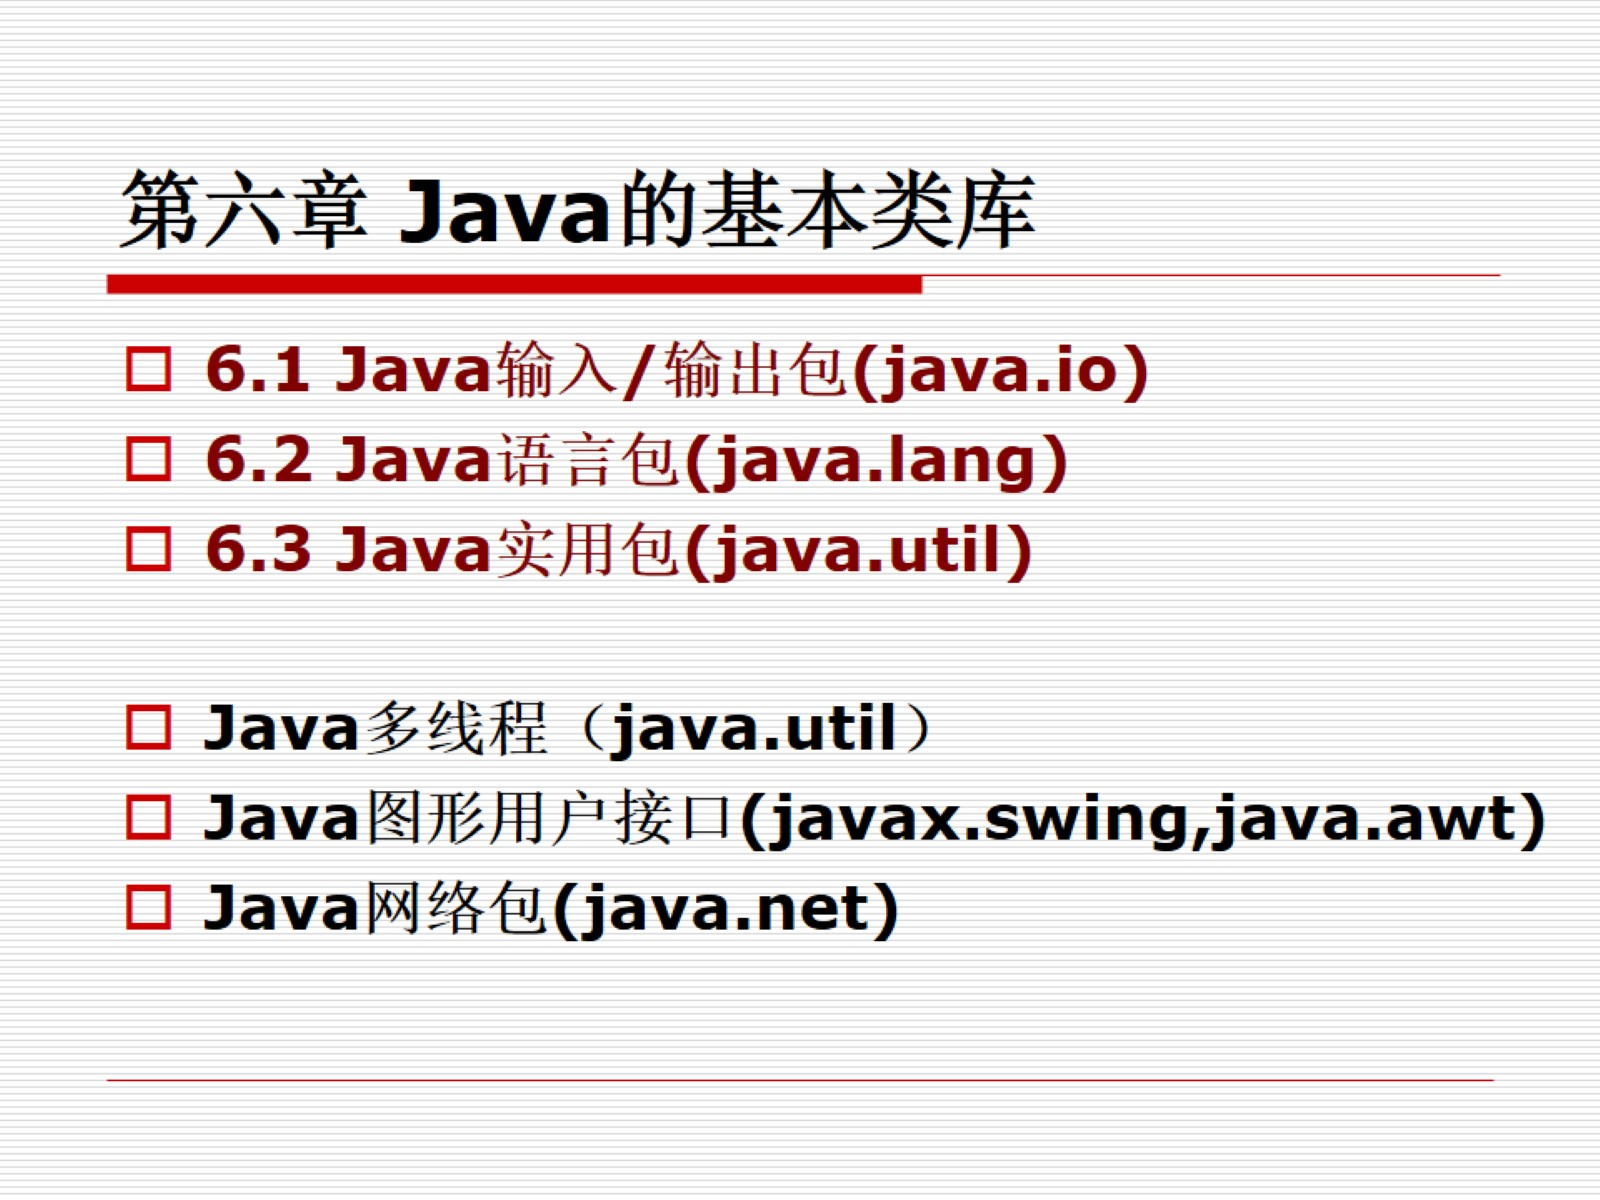 第六章 Java的基本类库
6.1 Java输入/输出包(java.io)
6.2 Java语言包(java.lang)
6.3 Java实用包(java.util)
Java多线程（java.util）
Java图形用户接口(javax.swing,java.awt)
Java网络包(java.net)